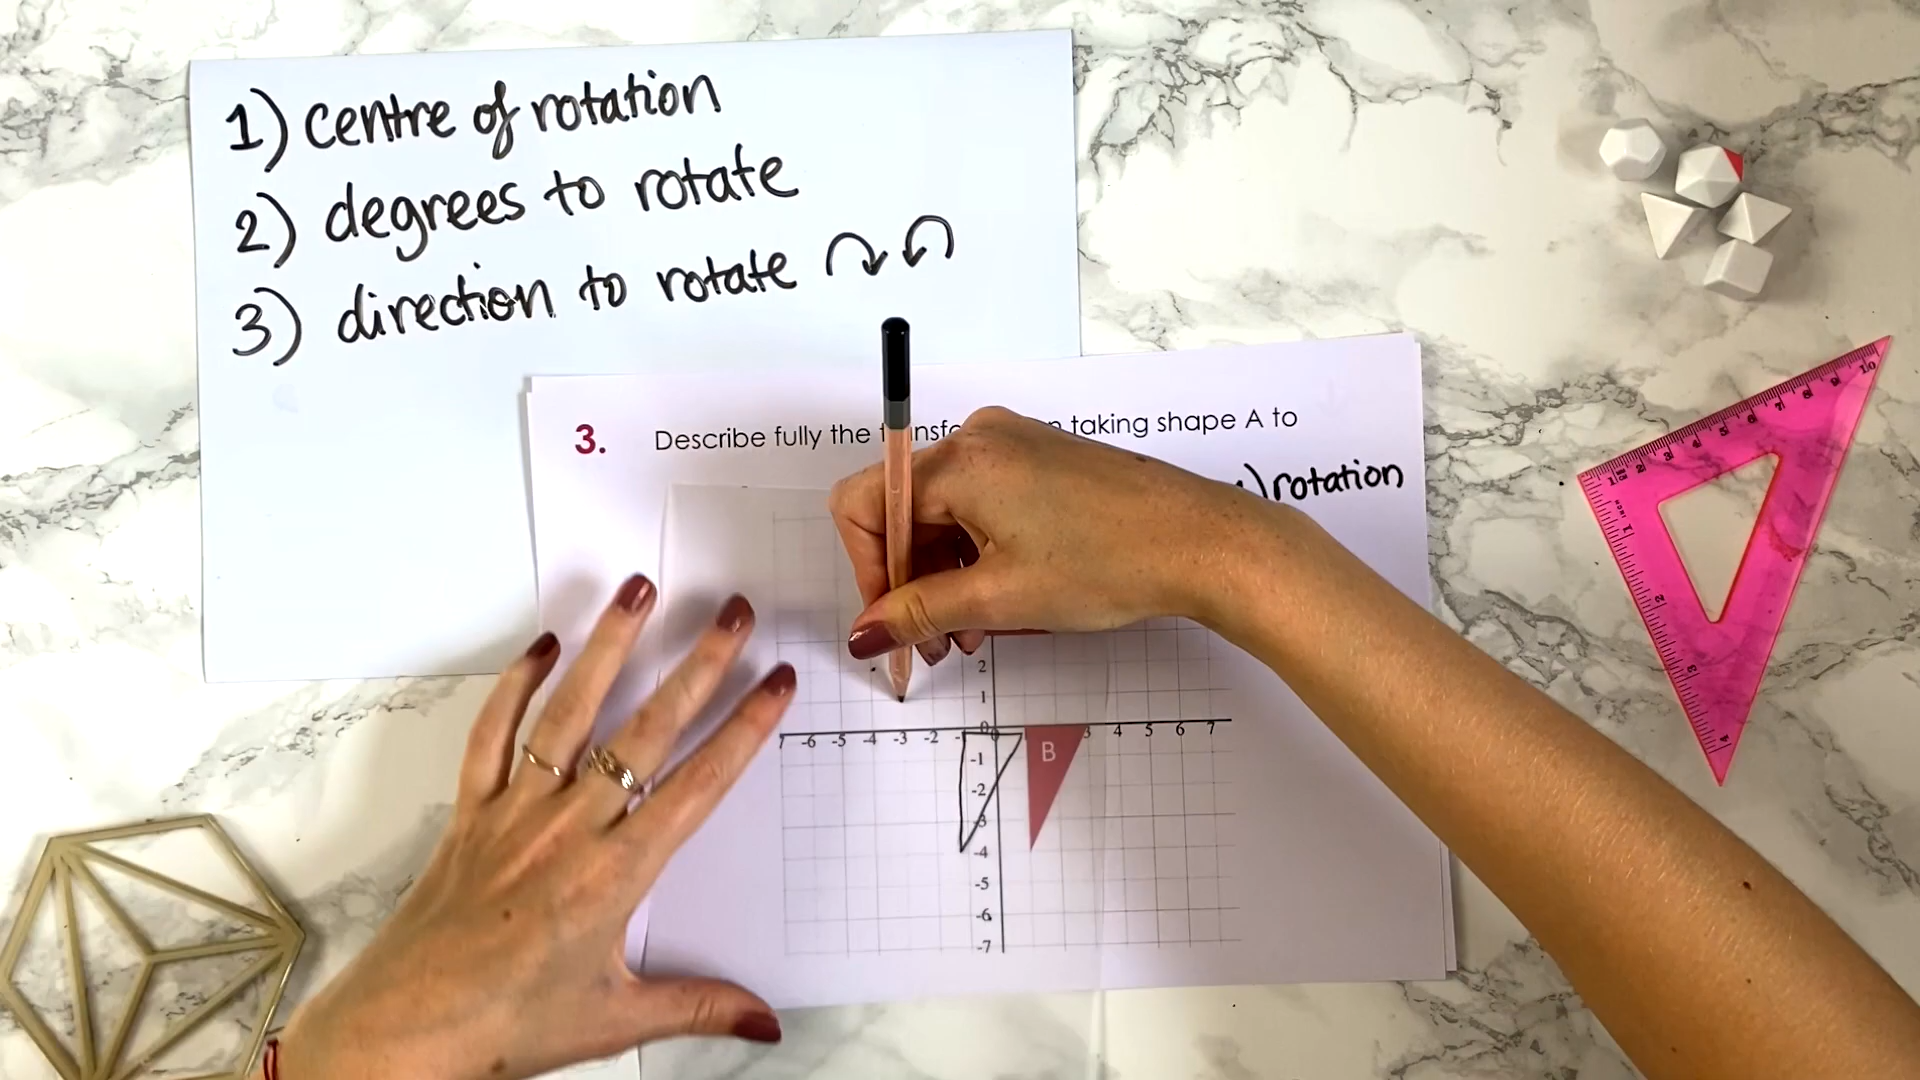 1) centre of rotation
2) degrees to rotate
3) direction to rotate
3. Describe fully the taking shape A to
) rotation
2
1
0
-6 -5 -4 -3 -2 3 4 5 6 7
B
-1
-2
-4
-5
-6
-7